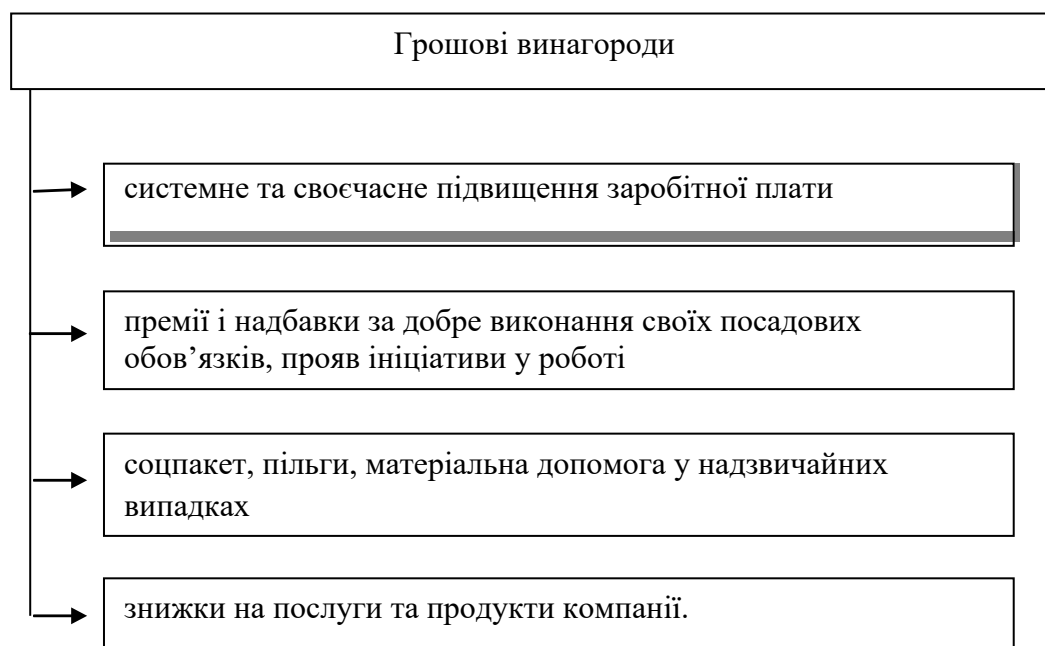 Грошові винагороди
системне та своєчасне підвищення заробітної плати
премії і надбавки за добре виконання своїх посадових
обов’язків, прояв ініціативи у роботі
соцпакет, пільги, матеріальна допомога у надзвичайних
випадках
знижки на послуги та продукти компанії.